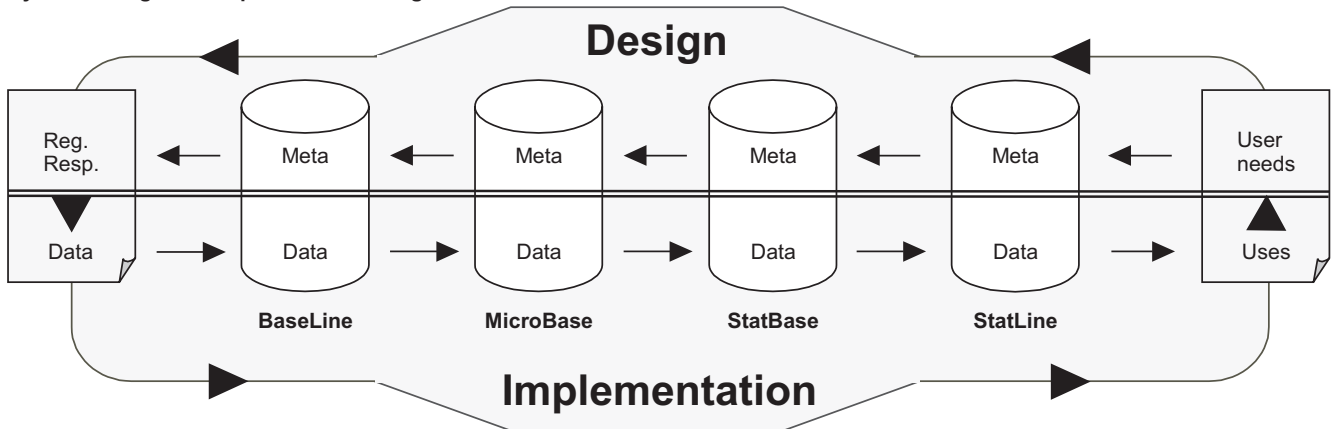 Design
Reg.
Resp.
Meta
Meta
Meta
Meta
User
needs
Data
Data
Data
Data
Data
Uses
BaseLine
MicroBase
StatBase
StatLine
Implementation